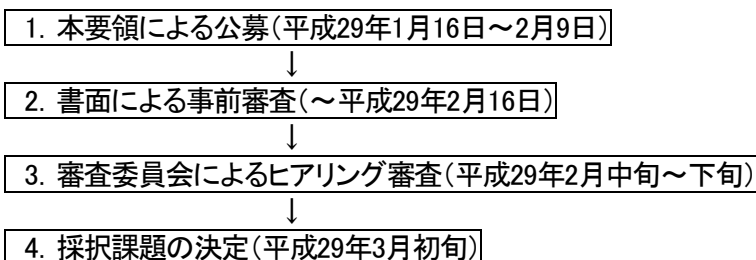 1. 本要領による公募(平成29年1月16日～2月9日)
↓
2. 書面による事前審査(～平成29年2月16日)
↓
3. 審査委員会によるヒアリング審査(平成29年2月中旬～下旬)
↓
4. 採択課題の決定(平成29年3月初旬)